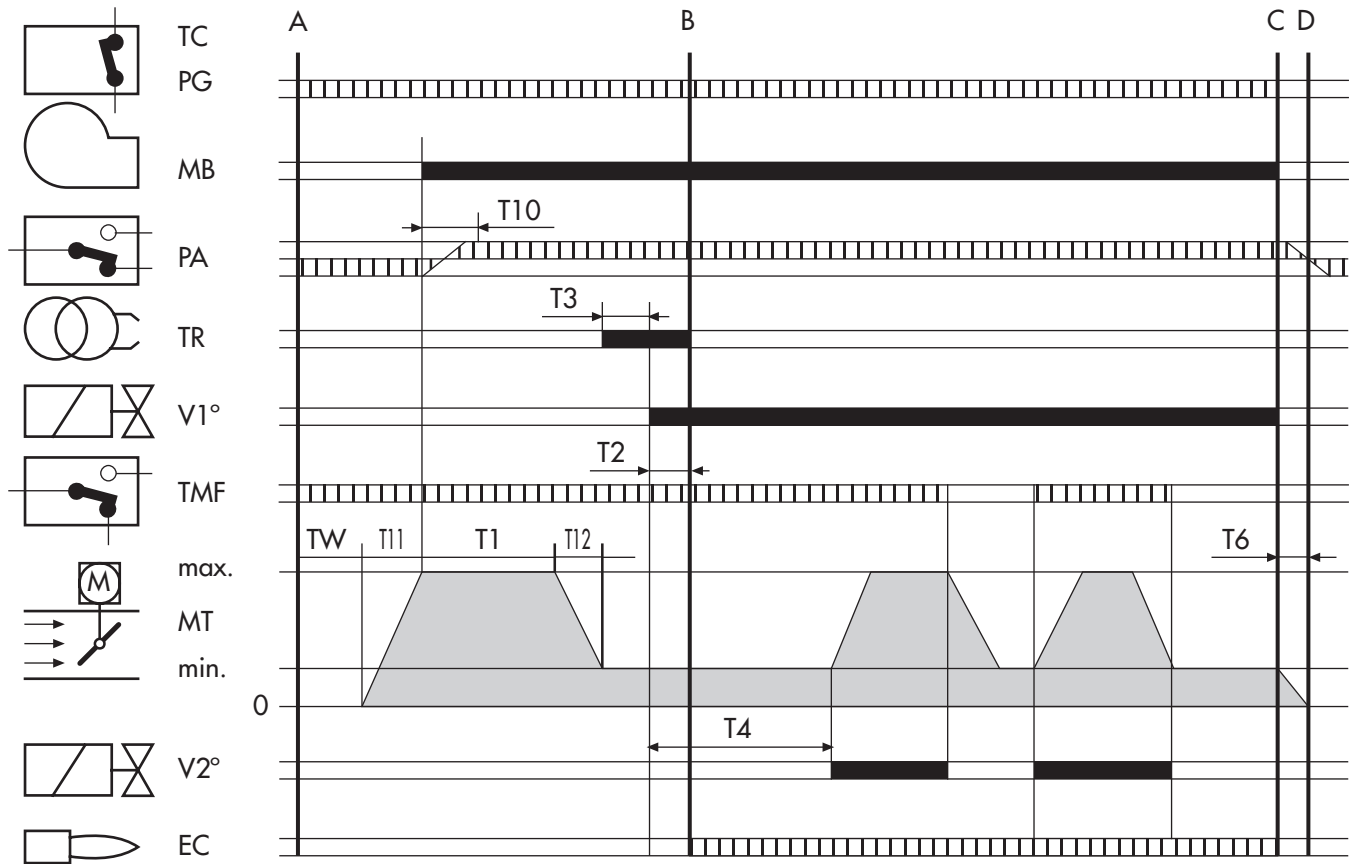 A B C D
TC
PG
MB
T10
PA
T3
TR
V1°
T2
TMF
TW T11 T1 T12 T6
max.
M
MT
min.
0
T4
V2°
EC